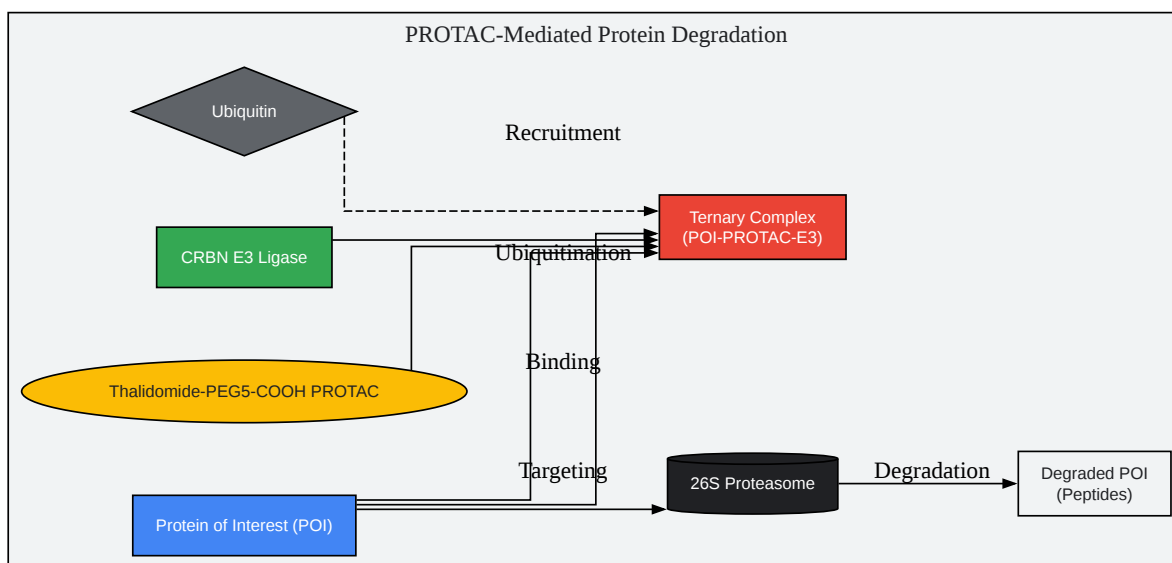 PROTAC-Mediated Protein Degradation
Ubiquitin
Recruitment
Ternary Complex
(POI-PROTAC-E3)
CRBN E3 Ligase
Ubiquitination
Binding
Thalidomide-PEG5-COOH PROTAC
Targeting
26S Proteasome
Degradation
Degraded POI
(Peptides)
Protein of Interest (POI)